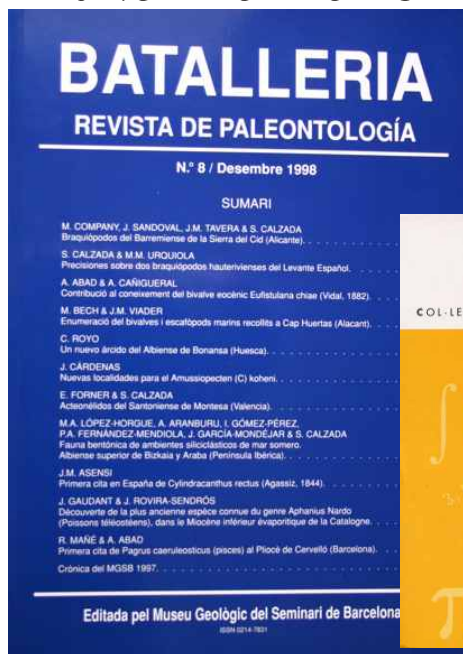 BATALLERIA
REVISTA DE PALEONTOLOGÍA
N.º 8 / Desembre 1998
SUMARI
M. COMPANY, J. SANDOVAL, J.M. TAVERA & S. CALZADA
Braquiópodos del Barremiense de la Sierra del Cid (Alicante).
S. CALZADA & M.M. URQUIOLA
Precisiones sobre dos braquiópodos hauterivienses del Levante Español.
A. ABAD & A. CAÑIGUERAL
Contribució al coneixement del bivalve eocènic Eufistulana chiae (Vidal, 1882).
M. BECH & J.M. VIADER
Enumeració del bivalves i escafòpods marins recollits a Cap Huertas (Alacant).
C. ROYO
Un nuevo árcido del Albiense de Bonansa (Huesca).
J. CÁRDENAS
Nuevas localidades para el Amussiopecten (C) koheni.
E. FORNER & S. CALZADA
Acteonélidos del Santoniense de Montesa (Valencia).
M.A. LÓPEZ-HORGUE, A. ARANBURU, I. GÓMEZ-PÉREZ,
P.A. FERNÁNDEZ-MENDIOLA, J. GARCÍA-MONDÉJAR & S. CALZADA
Fauna bentónica de ambientes siliciclásticos de mar somero.
Albiense superior de Bizkaia y Araba (Península Ibérica).
J.M. ASENSI
Primera cita en España de Cylindracanthus rectus (Agassiz, 1844).
J. GAUDANT & J. ROVIRA-SENDRÓS
Découverte de la plus ancienne espèce connue du genre Aphanius Nardo
(Poissons téléostéens), dans le Miocène inférieur évaporitique de la Catalogne.
R. MAÑÉ & A. ABAD
Primera cita de Pagrus caeruleosticus (pisces) al Pliocè de Cervelló (Barcelona).
Crònica del MGSB 1997.
Editada pel Museu Geològic del Seminari de Barcelona
ISSN 0214-7831
COL·LE
∫
π